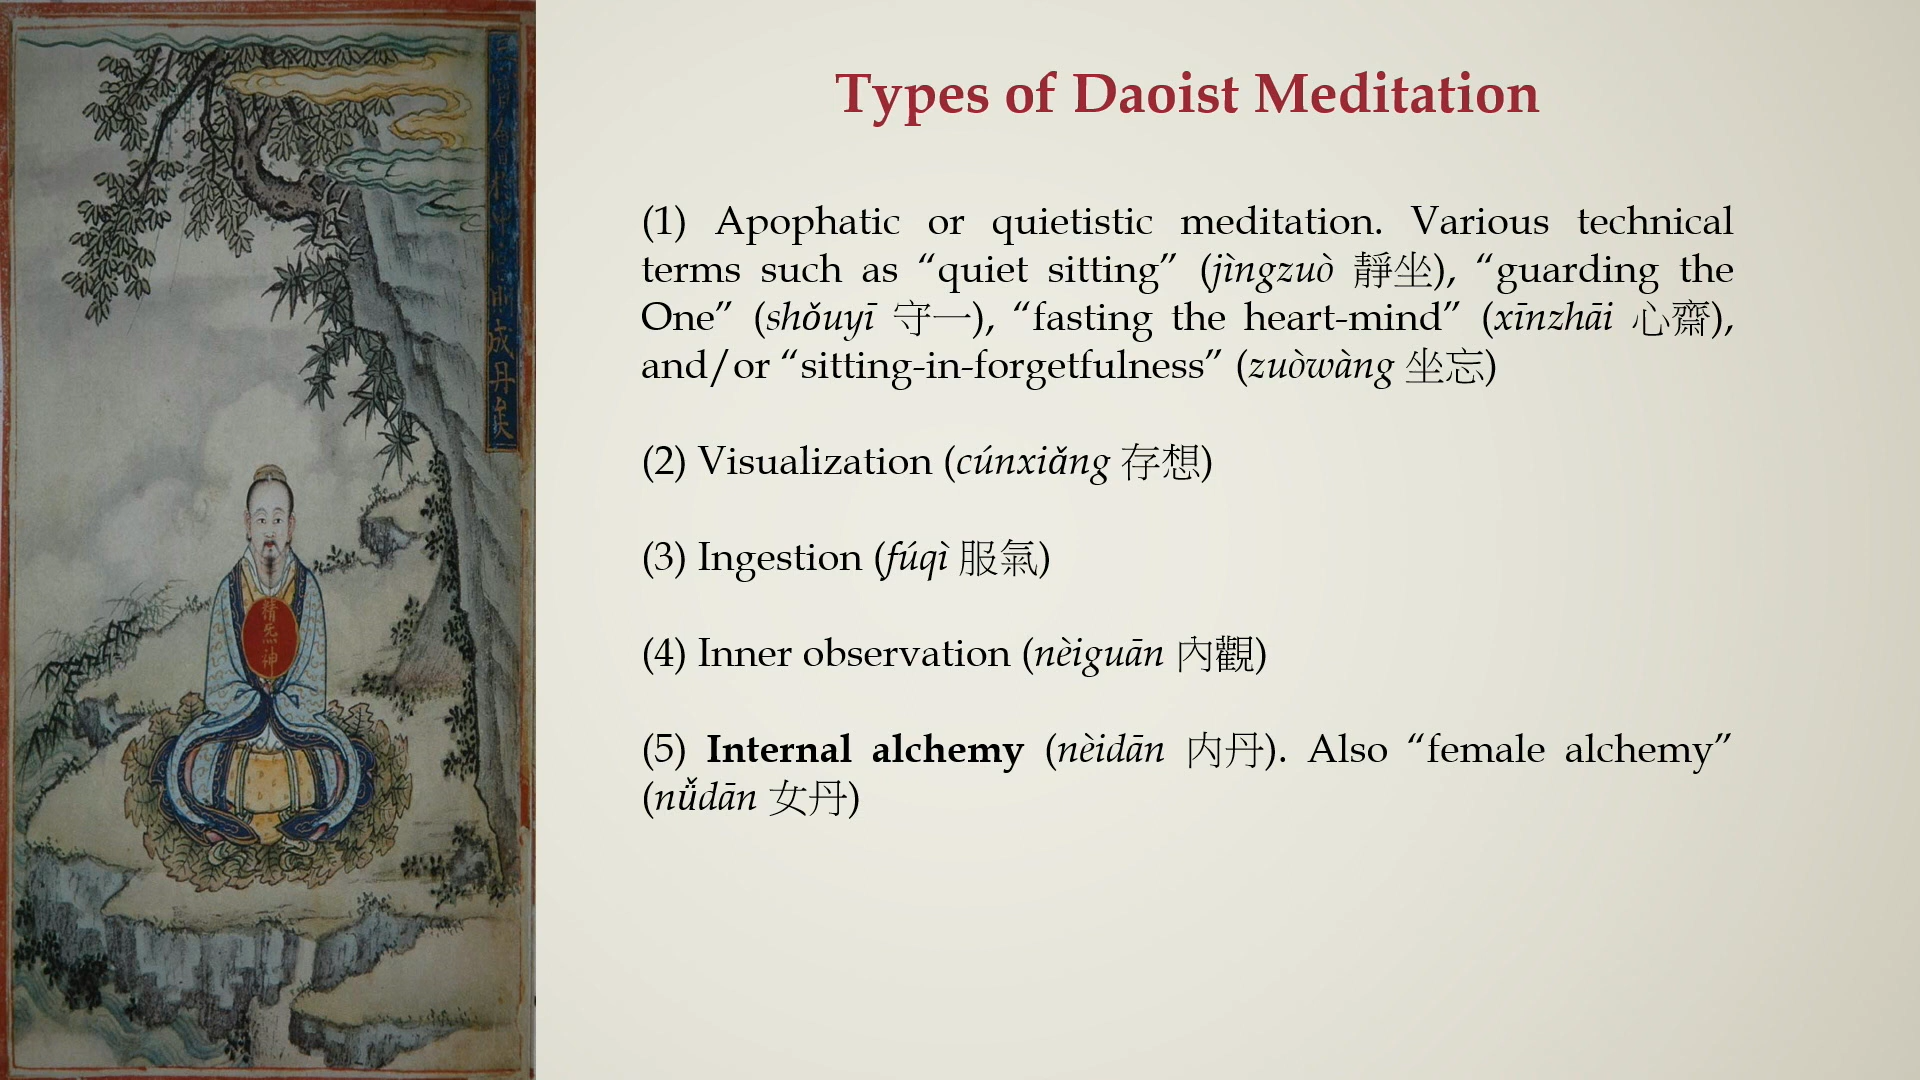 Types of Daoist Meditation
(1) Apophatic or quietistic meditation. Various technical
terms such as “quiet sitting” (jìngzuò 靜坐), “guarding the
One” (shǒuyī 守一), “fasting the heart-mind” (xīnzhāi 心齋),
and/or “sitting-in-forgetfulness” (zuòwàng 坐忘)
(2) Visualization (cúnxiǎng 存想)
(3) Ingestion (fúqì 服氣)
(4) Inner observation (nèiguān 內觀)
(5) Internal alchemy (nèidān 内丹). Also “female alchemy”
(nǚdān 女丹)
成丹矣
精炁神